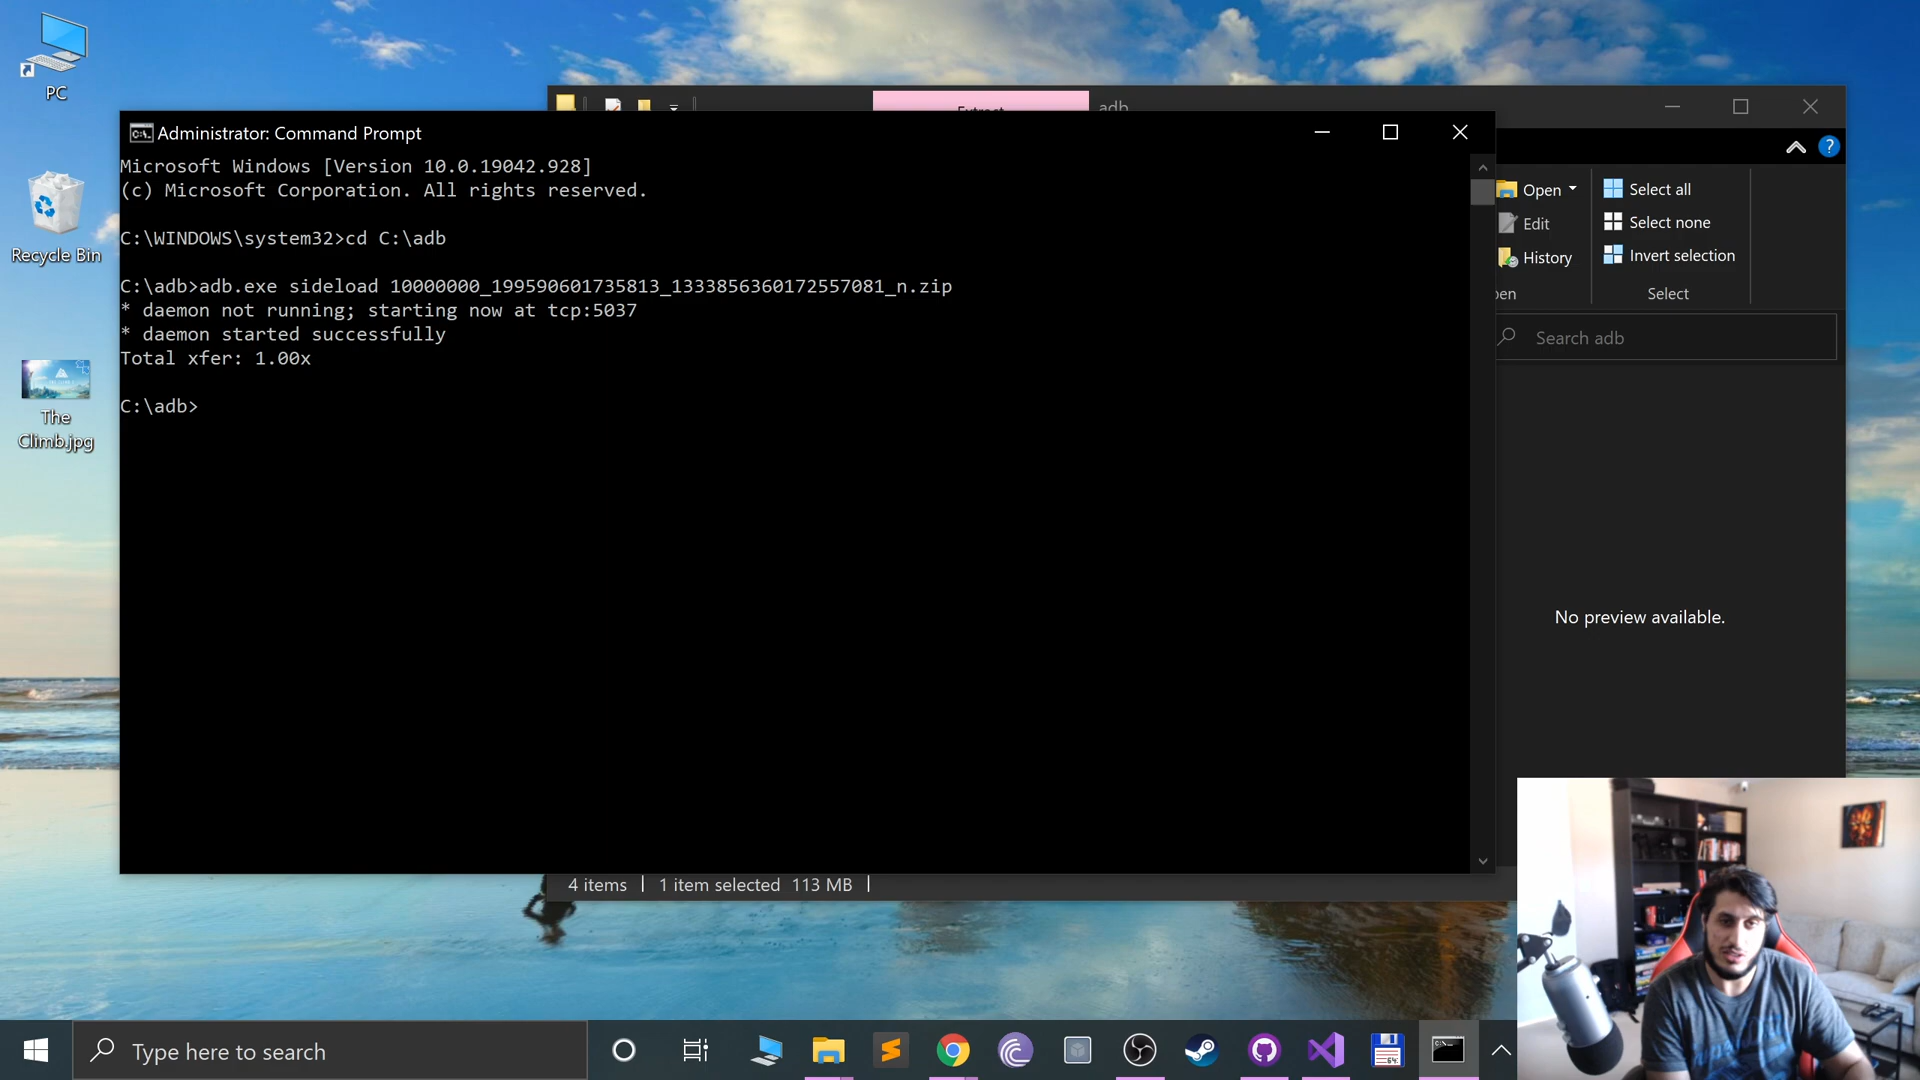 PC
Recycle Bin
The
Climb.jpg
adb
Administrator: Command Prompt
Microsoft Windows [Version 10.0.19042.928]
(c) Microsoft Corporation. All rights reserved.
C:\WINDOWS\system32>cd C:\adb
C:\adb>adb.exe sideload 10000000_199590601735813_1333856360172557081_n.zip
* daemon not running; starting now at tcp:5037
* daemon started successfully
Total xfer: 1.00x
C:\adb>
Open
Edit
History
Select all
Select none
Invert selection
Select
Search adb
No preview available.
4 items
1 item selected 113 MB
Type here to search